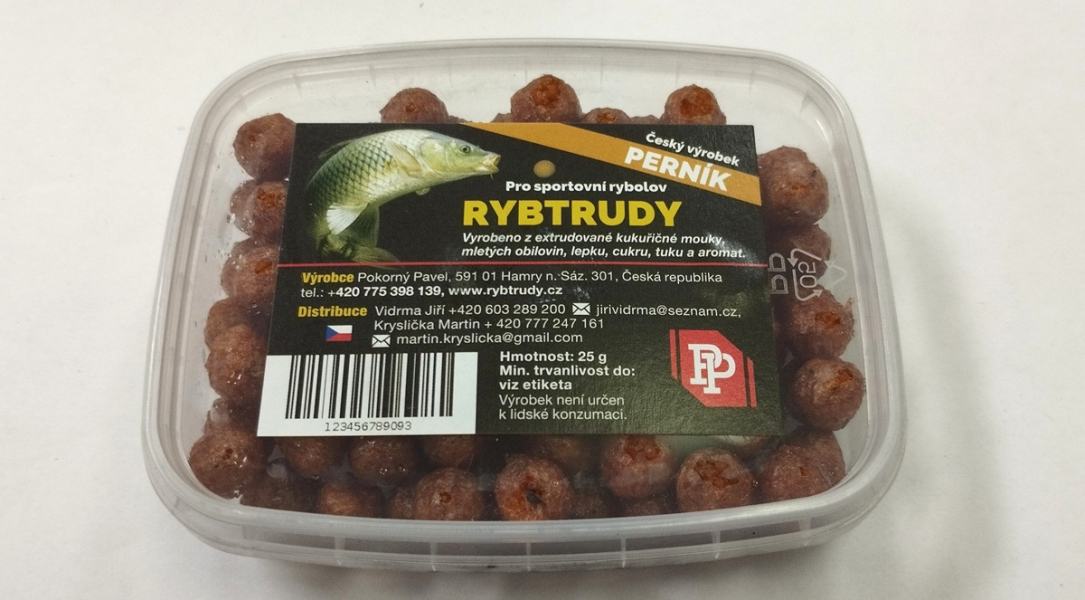 Český výrobek
PERNÍK
Pro sportovní rybolov
RYBTRUDY
Vyrobeno z extrudované kukuřičné mouky,
mletých obilovin, lepku, cukru, tuku a aromat.
Výrobce Pokorný Pavel, 591 01 Hamry n. Sáz. 301, Česká republika
tel.: +420 775 398 139, www.rybtrudy.cz
Distribuce Vidrma Jiří +420 603 289 200 jirividrma@seznam.cz,
Kryslička Martin + 420 777 247 161
martin.kryslicka@gmail.com
Hmotnost: 25 g
Min. trvanlivost do:
viz etiketa
Výrobek není určen
k lidské konzumaci.
PP
123456789093
05